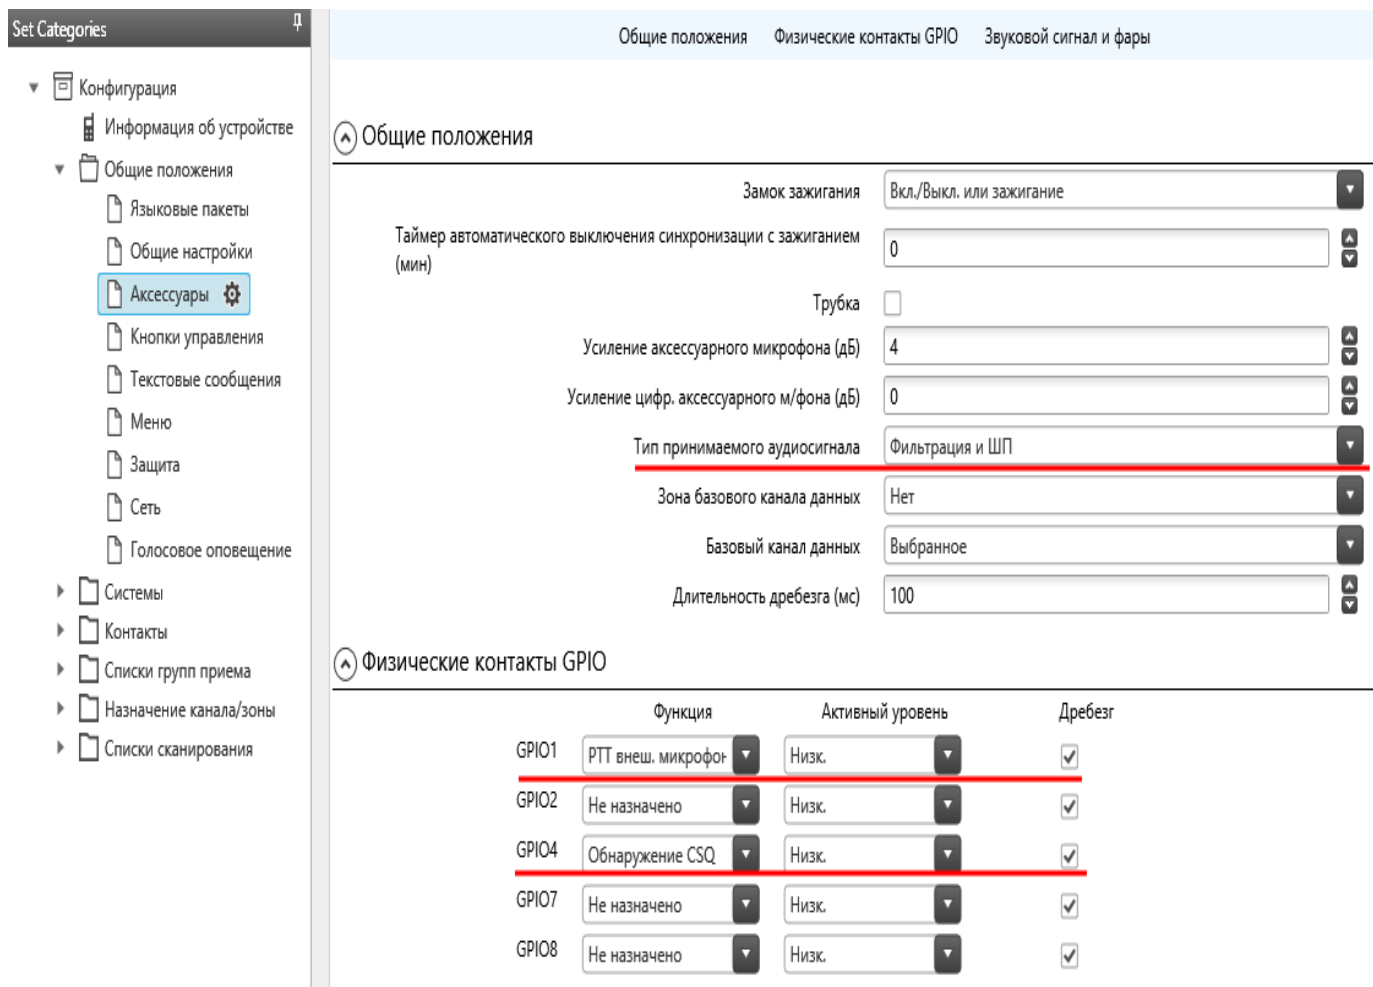 Set Categories
Конфигурация
Информация об устройстве
Общие положения
Языковые пакеты
Общие настройки
Аксессуары
Кнопки управления
Текстовые сообщения
Меню
Защита
Сеть
Голосовое оповещение
Системы
Контакты
Списки групп приема
Назначение канала/зоны
Списки сканирования
Общие положения Физические контакты GPIO Звуковой сигнал и фары
Общие положения
Замок зажигания Вкл./Выкл. или зажигание
Таймер автоматического выключения синхронизации с зажиганием
(мин) 0
Трубка
Усиление аксессуарного микрофона (дБ) 4
Усиление цифр. аксессуарного м/фона (дБ) 0
Тип принимаемого аудиосигнала Фильтрация и ШП
Зона базового канала данных Нет
Базовый канал данных Выбранное
Длительность дребезга (мс) 100
Физические контакты GPIO
Функция Активный уровень Дребезг
GPIO1 PTT внеш. микрофон Низк.
GPIO2 Не назначено Низк.
GPIO4 Обнаружение CSQ Низк.
GPIO7 Не назначено Низк.
GPIO8 Не назначено Низк.